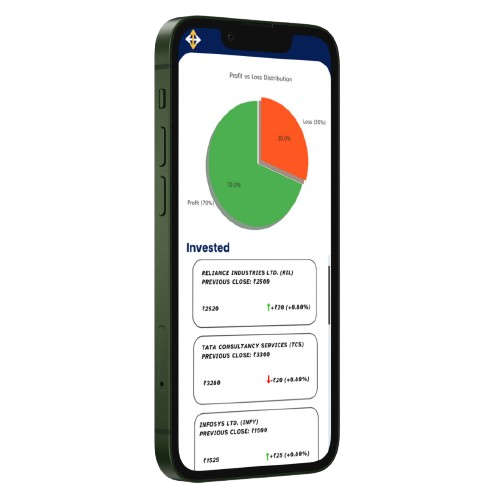 Profit vs Loss Distribution
Loss (30%)
30.0%
70.0%
Profit (70%)
Invested
RELIANCE INDUSTRIES LTD. (RIL)
PREVIOUS CLOSE: ₹2500
₹2520
↑+₹20 (+0.80%)
TATA CONSULTANCY SERVICES (TCS)
PREVIOUS CLOSE: ₹3300
₹3280
↓-₹20 (+0.60%)
INFOSYS LTD. (INFY)
PREVIOUS CLOSE: ₹1500
₹1525
↑+₹25 (+0.60%)